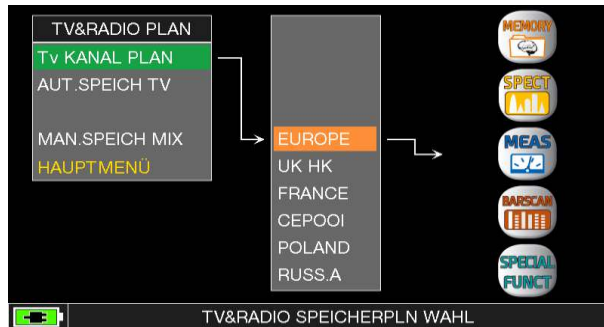 TV&RADIO PLAN
Tv KANAL PLAN
AUT.SPEICH TV
MAN.SPEICH MIX
HAUPTMENÜ
EUROPE
UK HK
FRANCE
CEPOOI
POLAND
RUSS.A
MEMORY
SPECT
MEAS
BARSCAN
SPECIAL
FUNCT
TV&RADIO SPEICHERPLN WAHL